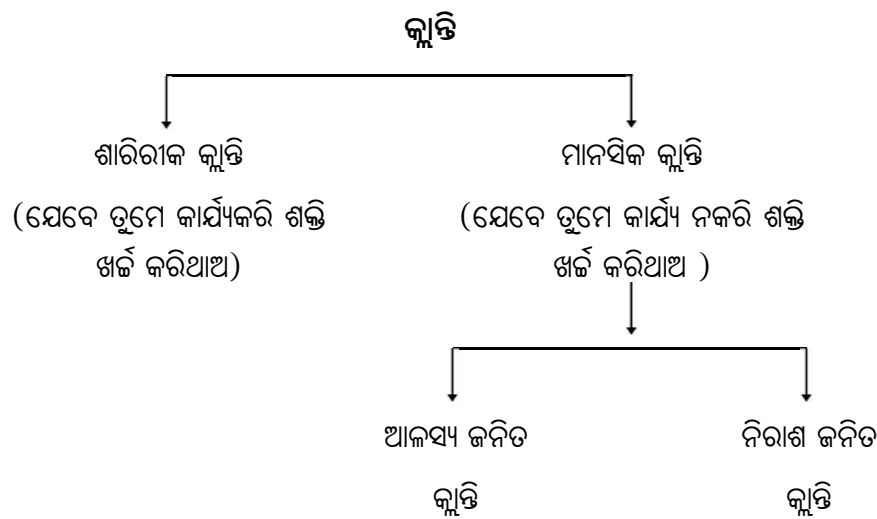 କ୍ଲାନ୍ତି
ଶାରିରୀକ କ୍ଲାନ୍ତି
(ଯେବେ ତୁମେ କାର୍ଯ୍ୟକରି ଶକ୍ତି
ଖର୍ଚ୍ଚ କରିଥାଅ)
ମାନସିକ କ୍ଲାନ୍ତି
(ଯେବେ ତୁମେ କାର୍ଯ୍ୟ ନକରି ଶକ୍ତି
ଖର୍ଚ୍ଚ କରିଥାଅ )
ଆଳସ୍ୟ ଜନିତ
କ୍ଲାନ୍ତି
ନିରାଶ ଜନିତ
କ୍ଲାନ୍ତି